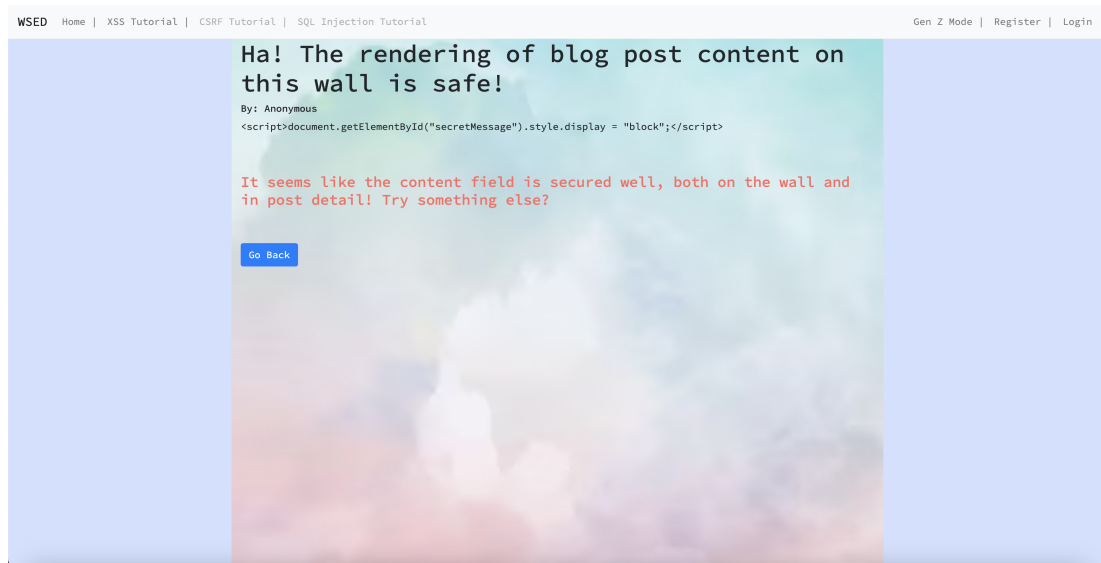 WSED Home | XSS Tutorial | CSRF Tutorial | SQL Injection Tutorial Gen Z Mode | Register | Login
Ha! The rendering of blog post content on
this wall is safe!
By: Anonymous
<script>document.getElementById("secretMessage").style.display = "block";</script>
It seems like the content field is secured well, both on the wall and
in post detail! Try something else?
Go Back